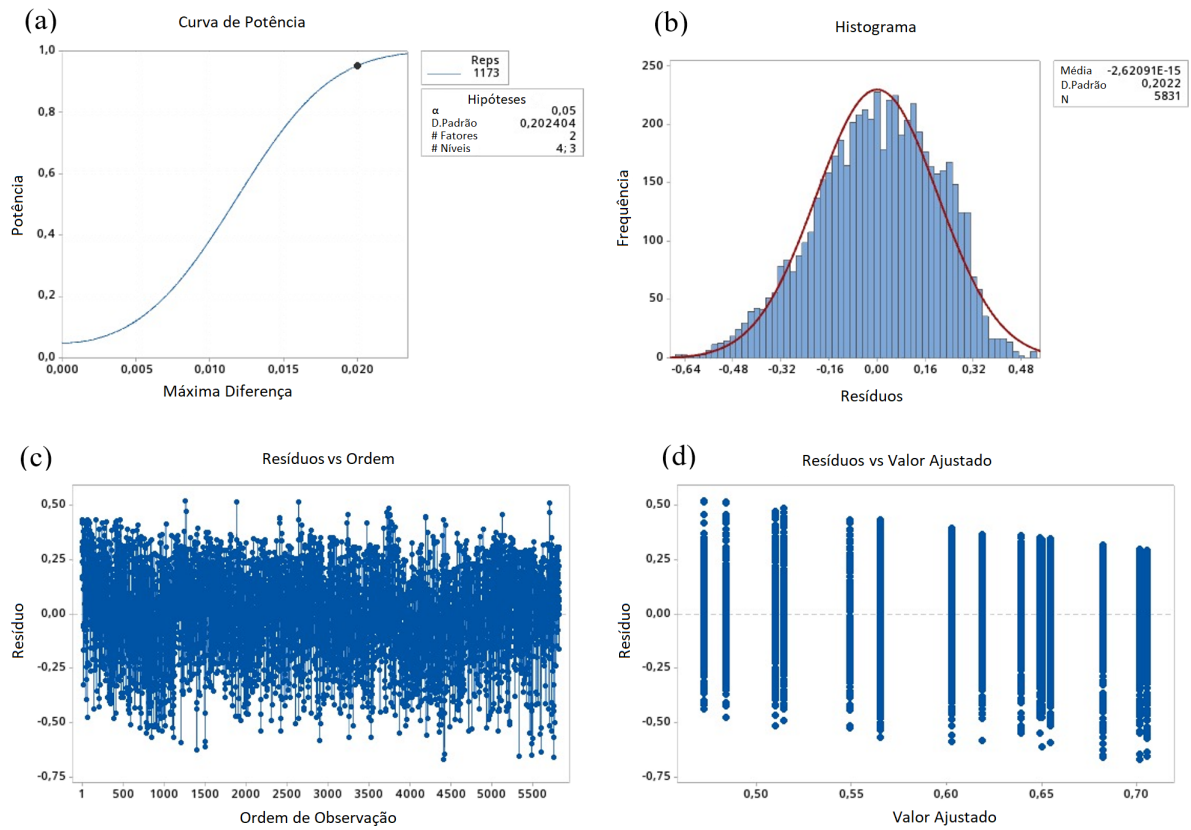 (a)
Curva de Potência
1,0
0,8
0,6
0,4
0,2
0,0
0,000
0,005
0,010
0,015
0,020
Potência
Máxima Diferença
Reps
1173
Hipóteses
α 0,05
D.Padrão 0,202404
# Fatores 2
# Níveis 4; 3
(b)
Histograma
250
200
150
100
50
0
-0,64
-0,48
-0,32
-0,16
0,00
0,16
0,32
0,48
Frequência
Resíduos
Média -2,62091E-15
D.Padrão 0,2022
N 5831
(c)
Resíduos vs Ordem
0,50
0,25
0,00
-0,25
-0,50
-0,75
1
500
1000
1500
2000
2500
3000
3500
4000
4500
5000
5500
Resíduo
Ordem de Observação
(d)
Resíduos vs Valor Ajustado
0,50
0,25
0,00
-0,25
-0,50
-0,75
0,50
0,55
0,60
0,65
0,70
Resíduo
Valor Ajustado